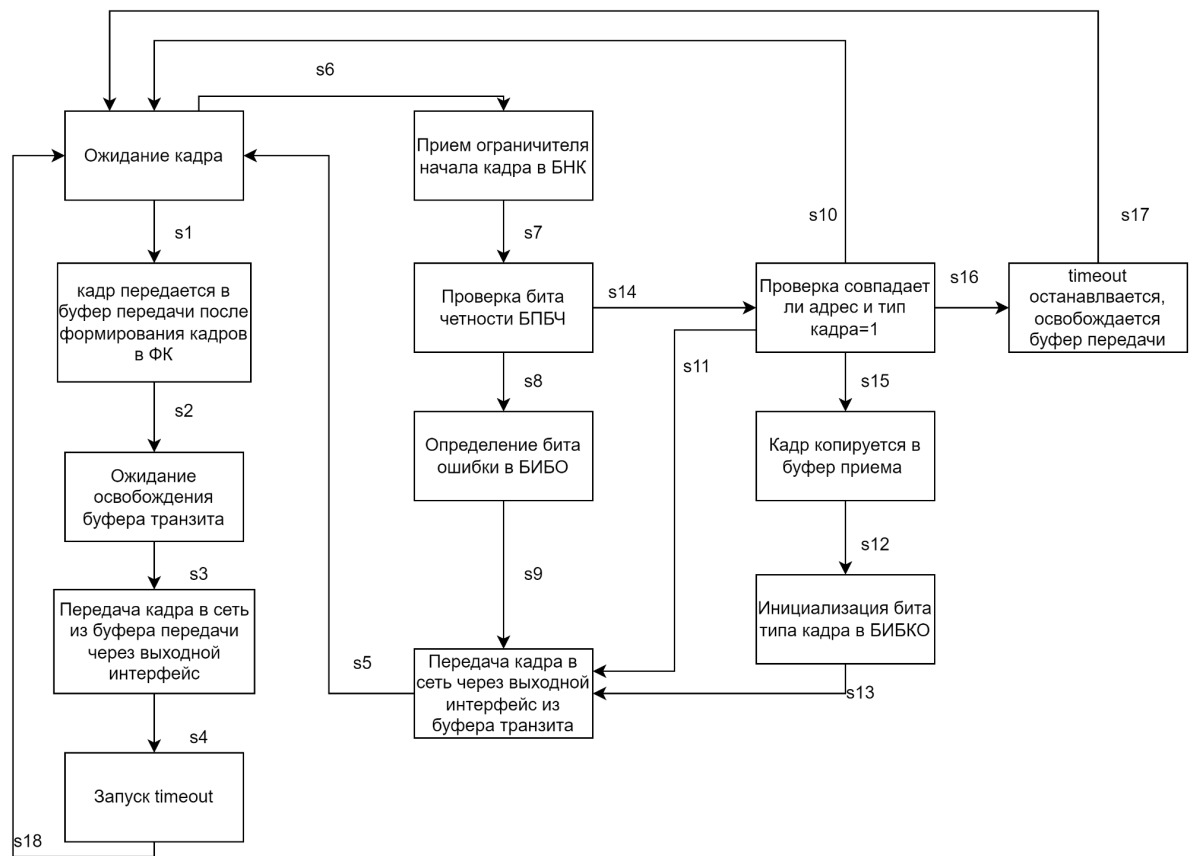 s6
Ожидание кадра
Прием ограничителя
начала кадра в БНК
s10
s17
s1
s7
кадр передается в
буфер передачи после
формирования кадров
в ФК
Проверка бита
четности БПБЧ
s14
Проверка совпадает
ли адрес и тип
кадра=1
s16
timeout
останавлвается,
освобождается
буфер передачи
s11
s8
s15
s2
Ожидание
освобождения
буфера транзита
Определение бита
ошибки в БИБО
Кадр копируется в
буфер приема
s3
s9
s12
Передача кадра в сеть
из буфера передачи
через выходной
интерфейс
Инициализация бита
типа кадра в БИБКО
s5
Передача кадра в
сеть через выходной
интерфейс из
буфера транзита
s13
s4
Запуск timeout
s18